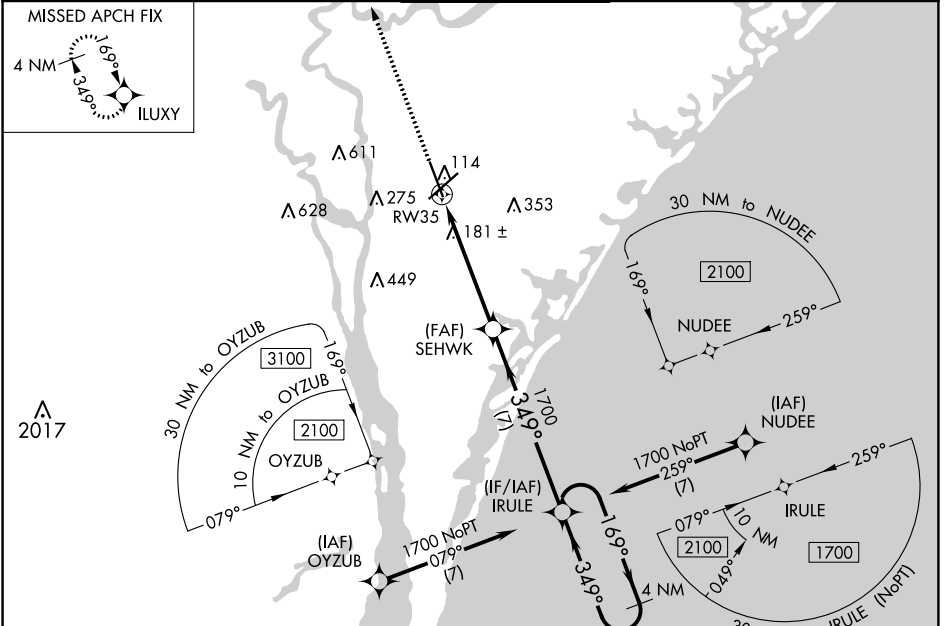 MISSED APCH FIX
169°
4 NM
349°
ILUXY
611
114
275
628
RW35
353
181 ±
449
30 NM to NUDEE
2100
169°
259°
NUDEE
(FAF)
SEHWK
30 NM to OYZUB
3100
169°
10 NM to OYZUB
2100
OYZUB
079°
2017
1700
349°
(7)
(IAF)
NUDEE
1700 NoPT
259°
(7)
(IF/IAF)
IRULE
259°
IRULE
079°
10 NM
2100
1700
049°
IRULE (NoPT)
30
(IAF)
OYZUB
1700 NoPT
079°
(7)
169°
349°
4 NM